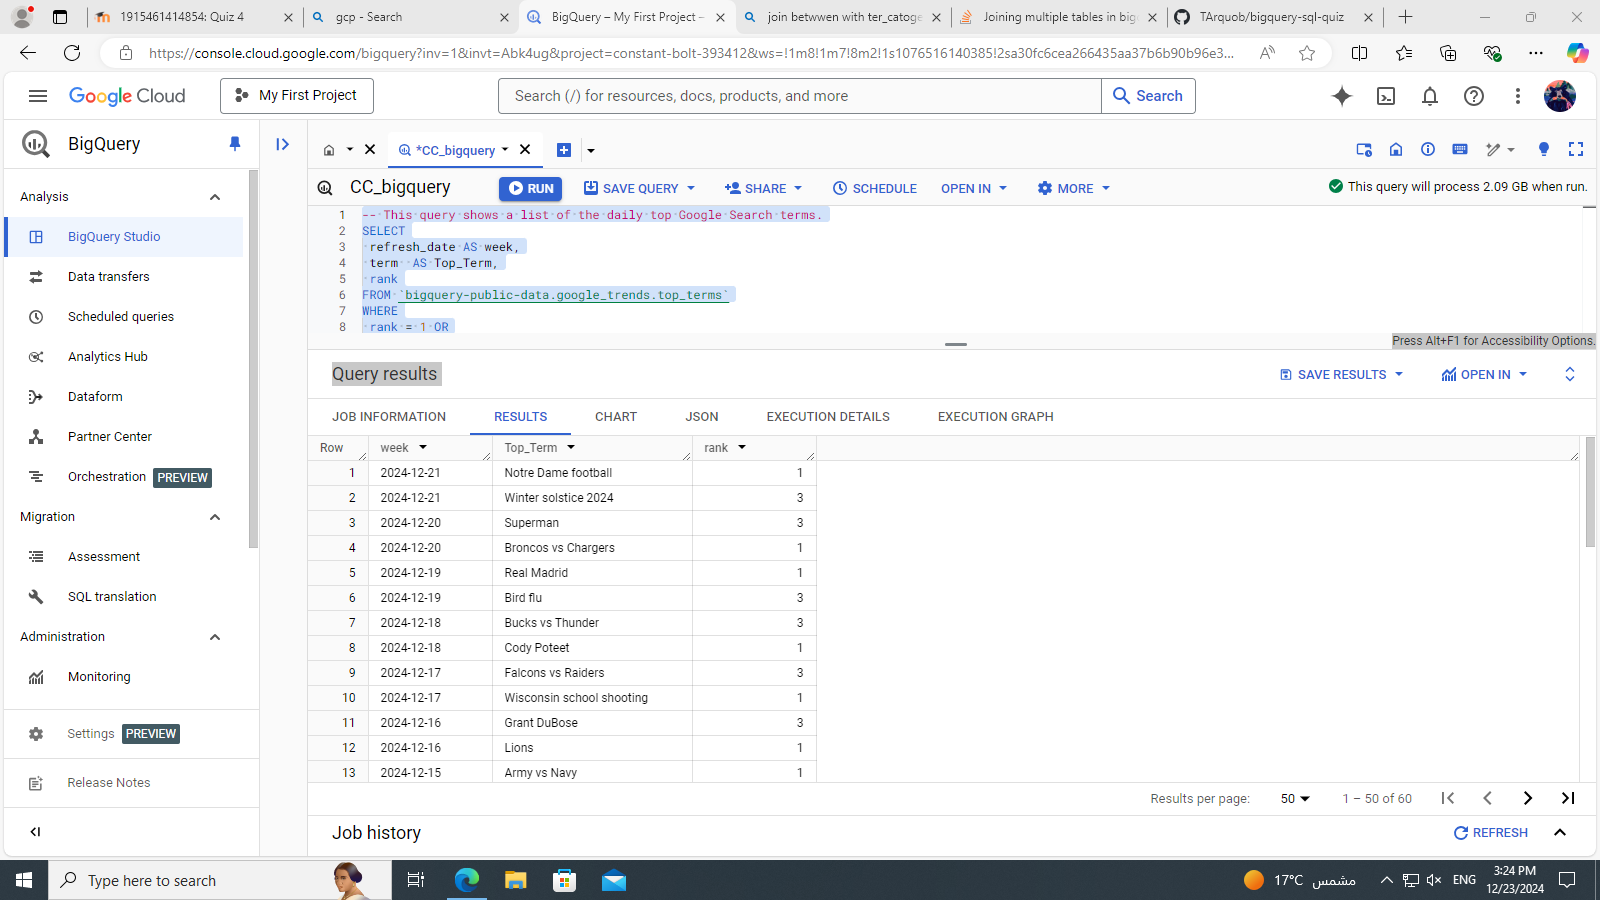 1915461414854: Quiz 4
gcp - Search
BigQuery – My First Project –
join betwwen with ter_catoge
Joining multiple tables in big
TArquob/bigquery-sql-quiz
https://console.cloud.google.com/bigquery?inv=1&invt=Abk4ug&project=constant-bolt-393412&ws=!1m8!1m7!8m2!1s1076516140385!2sa30fc6cea266435aa37b6b90b96e3...
Google Cloud
My First Project
Search (/) for resources, docs, products, and more
Search
BigQuery
*CC_bigquery
CC_bigquery
RUN
SAVE QUERY
SHARE
SCHEDULE
OPEN IN
MORE
This query will process 2.09 GB when run.
Analysis
BigQuery Studio
Data transfers
Scheduled queries
Analytics Hub
Dataform
Partner Center
Orchestration PREVIEW
Migration
Assessment
SQL translation
Administration
Monitoring
Settings PREVIEW
Release Notes
1 -- This query shows a list of the daily top Google Search terms.
2 SELECT
3 refresh_date AS week,
4 term AS Top_Term,
5 rank
6 FROM `bigquery-public-data.google_trends.top_terms`
7 WHERE
8 rank = 1 OR
Press Alt+F1 for Accessibility Options.
Query results
SAVE RESULTS
OPEN IN
JOB INFORMATION
RESULTS
CHART
JSON
EXECUTION DETAILS
EXECUTION GRAPH
Row week Top_Term rank
1 2024-12-21 Notre Dame football 1
2 2024-12-21 Winter solstice 2024 3
3 2024-12-20 Superman 3
4 2024-12-20 Broncos vs Chargers 1
5 2024-12-19 Real Madrid 1
6 2024-12-19 Bird flu 3
7 2024-12-18 Bucks vs Thunder 3
8 2024-12-18 Cody Poteet 1
9 2024-12-17 Falcons vs Raiders 3
10 2024-12-17 Wisconsin school shooting 1
11 2024-12-16 Grant DuBose 3
12 2024-12-16 Lions 1
13 2024-12-15 Army vs Navy 1
Results per page: 50 1 – 50 of 60
Job history
REFRESH
Type here to search
17°C مشمس
ENG
3:24 PM
12/23/2024